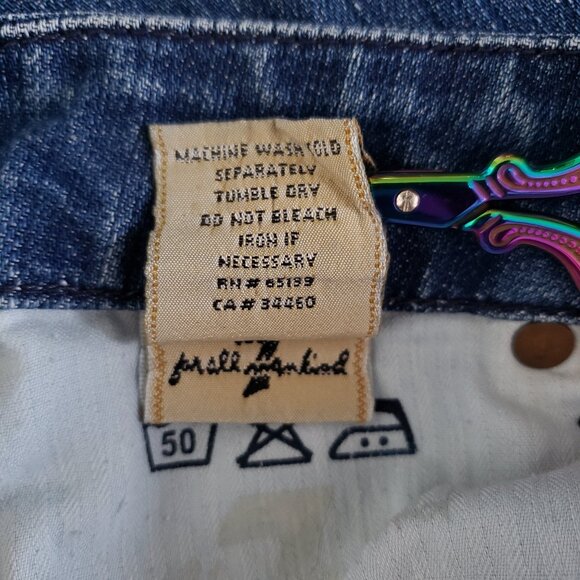 MACHINE WASH COLD
SEPARATELY
TUMBLE DRY
DO NOT BLEACH
IRON IF
NECESSARY
RN # 65199
CA # 34460
7
for all mankind
50